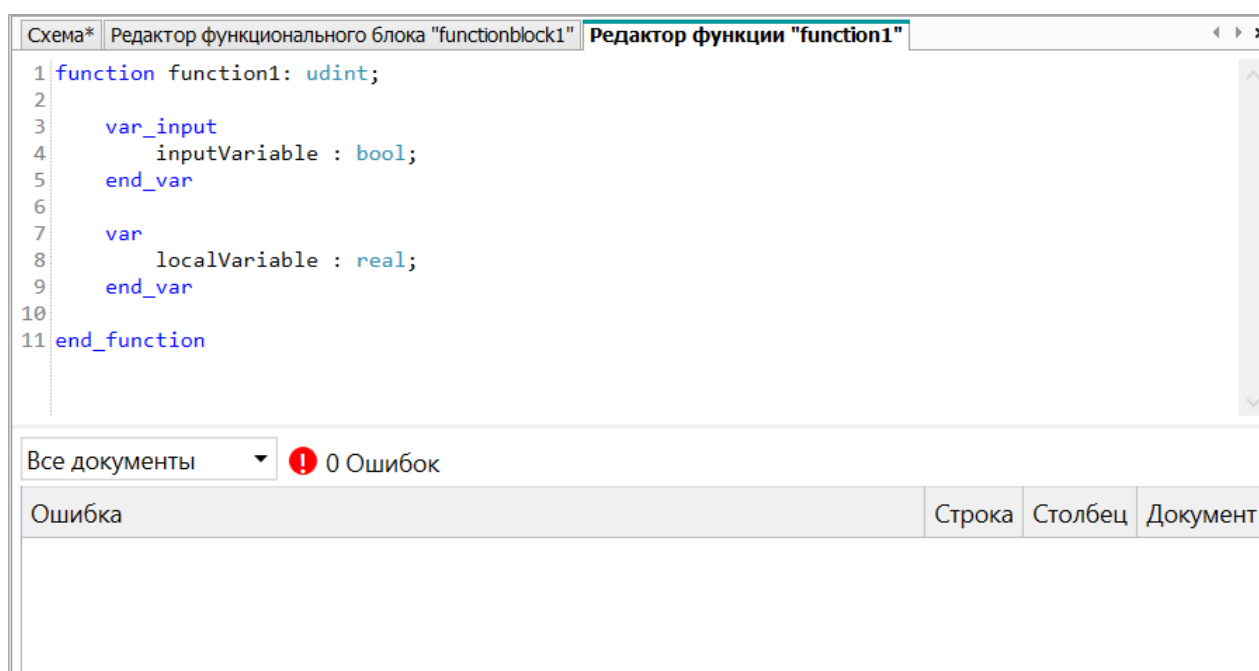 Схема* Редактор функционального блока "functionblock1" Редактор функции "function1"
1 function function1: udint;
2
3 var_input
4 inputVariable : bool;
5 end_var
6
7 var
8 localVariable : real;
9 end_var
10
11 end_function
Все документы 0 Ошибок
Ошибка Строка Столбец Документ